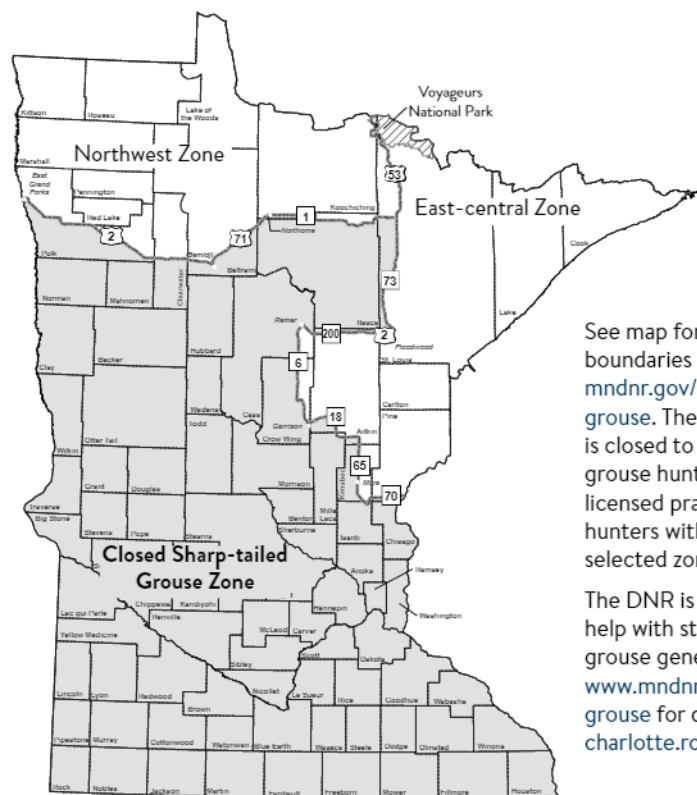 Voyageurs
National Park
Kittson
Roseau
Lake of
the Woods
Marshall
Northwest Zone
53
East
Grand
Forks
Pennington
Red Lake
Koochiching
East-central Zone
1
Northome
2
71
Cook
Polk
Bemidji
Beltrami
Clearwater
73
Lake
Norman
Mahnomen
Itasca
Remer
200
2
Floodwood
St. Louis
Hubbard
Clay
Becker
6
Cass
Carlton
Wadena
Pine
Garrison
18
Aitkin
Crow Wing
Todd
Wilkin
Otter Tail
65
Mora
Kanabec
70
Grant
Douglas
Morrison
Mille
Lacs
Benton
Traverse
Big Stone
Stevens
Pope
Stearns
Sherburne
Isanti
Chisago
Closed Sharp-tailed
Grouse Zone
Anoka
Ramsey
Lac qui Parle
Chippewa
Kandiyohi
Hennepin
Washington
Renville
McLeod
Carver
Yellow Medicine
Scott
Dakota
Sibley
Lincoln
Lyon
Redwood
Nicollet
Le Sueur
Rice
Goodhue
Wabasha
Brown
Pipestone
Murray
Cottonwood
Watonwan
Blue Earth
Waseca
Steele
Dodge
Olmsted
Winona
Rock
Nobles
Jackson
Martin
Faribault
Freeborn
Mower
Fillmore
Houston
See map for
boundaries
mndnr.gov/
grouse. The
is closed to
grouse hunt
licensed pra
hunters with
selected zor
The DNR is
help with st
grouse gene
www.mndnr
grouse for d
charlotte.ro